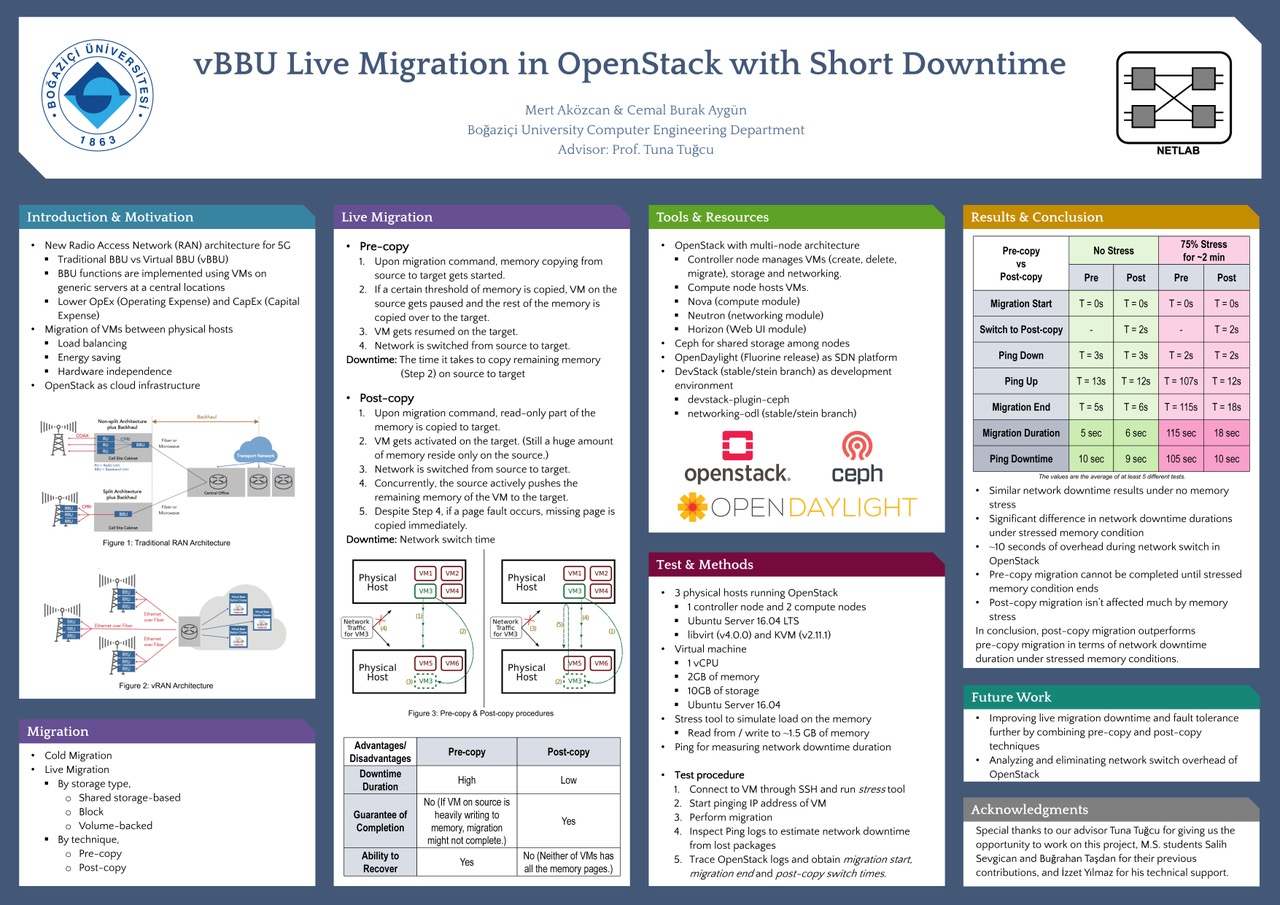 BOĞAZİÇİ ÜNİVERSİTESİ
1863
vBBU Live Migration in OpenStack with Short Downtime
Mert Aközcan & Cemal Burak Aygün
Boğaziçi University Computer Engineering Department
Advisor: Prof. Tuna Tuğcu
NETLAB
Introduction & Motivation
• New Radio Access Network (RAN) architecture for 5G
▪ Traditional BBU vs Virtual BBU (vBBU)
▪ BBU functions are implemented using VMs on
generic servers at a central locations
▪ Lower OpEx (Operating Expense) and CapEx (Capital
Expense)
• Migration of VMs between physical hosts
▪ Load balancing
▪ Energy saving
▪ Hardware independence
• OpenStack as cloud infrastructure
Non-split Architecture
plus Backhaul
Backhaul
COAX
CPRI
RU
RU
RU
BBU
Cell Site Cabinet
RU = Radio Unit
BBU = Baseband Unit
Fiber or
Microwave
Transport Network
Central Office
Split Architecture
plus Backhaul
CPRI
BBU
Cell Site Cabinet
Fiber or
Microwave
Figure 1: Traditional RAN Architecture
Ethernet
over Fiber
Ethernet over Fiber
Ethernet
over Fiber
Figure 2: vRAN Architecture
Migration
• Cold Migration
• Live Migration
▪ By storage type,
o Shared storage-based
o Block
o Volume-backed
▪ By technique,
o Pre-copy
o Post-copy
Live Migration
• Pre-copy
1. Upon migration command, memory copying from
source to target gets started.
2. If a certain threshold of memory is copied, VM on the
source gets paused and the rest of the memory is
copied over to the target.
3. VM gets resumed on the target.
4. Network is switched from source to target.
Downtime: The time it takes to copy remaining memory
(Step 2) on source to target
• Post-copy
1. Upon migration command, read-only part of the
memory is copied to target.
2. VM gets activated on the target. (Still a huge amount
of memory reside only on the source.)
3. Network is switched from source to target.
4. Concurrently, the source actively pushes the
remaining memory of the VM to the target.
5. Despite Step 4, if a page fault occurs, missing page is
copied immediately.
Downtime: Network switch time
Physical
Host
VM1 VM2
VM3 VM4
Network
Traffic
for VM3
(4)
(1)
(2)
Physical
Host
VM5 VM6
(3) VM3
Physical
Host
VM1 VM2
VM3 VM4
Network
Traffic
for VM3
(3)
(5)
(4)
(1)
Physical
Host
VM5 VM6
(2) VM3
Figure 3: Pre-copy & Post-copy procedures
Advantages/
Disadvantages Pre-copy Post-copy
Downtime
Duration High Low
Guarantee of
Completion No (If VM on source is
heavily writing to
memory, migration
might not complete.) Yes
Ability to
Recover Yes No (Neither of VMs has
all the memory pages.)
Tools & Resources
• OpenStack with multi-node architecture
▪ Controller node manages VMs (create, delete,
migrate), storage and networking.
▪ Compute node hosts VMs.
▪ Nova (compute module)
▪ Neutron (networking module)
▪ Horizon (Web UI module)
• Ceph for shared storage among nodes
• OpenDaylight (Fluorine release) as SDN platform
• DevStack (stable/stein branch) as development
environment
▪ devstack-plugin-ceph
▪ networking-odl (stable/stein branch)
openstack.
ceph
OPENDAYLIGHT
Test & Methods
• 3 physical hosts running OpenStack
▪ 1 controller node and 2 compute nodes
▪ Ubuntu Server 16.04 LTS
▪ libvirt (v4.0.0) and KVM (v2.11.1)
• Virtual machine
▪ 1 vCPU
▪ 2GB of memory
▪ 10GB of storage
▪ Ubuntu Server 16.04
• Stress tool to simulate load on the memory
▪ Read from / write to ~1.5 GB of memory
• Ping for measuring network downtime duration
• Test procedure
1. Connect to VM through SSH and run stress tool
2. Start pinging IP address of VM
3. Perform migration
4. Inspect Ping logs to estimate network downtime
from lost packages
5. Trace OpenStack logs and obtain migration start,
migration end and post-copy switch times.
Results & Conclusion
Pre-copy
vs
Post-copy
No Stress
75% Stress
for ~2 min
Pre Post Pre Post
Migration Start T = 0s T = 0s T = 0s T = 0s
Switch to Post-copy - T = 2s - T = 2s
Ping Down T = 3s T = 3s T = 2s T = 2s
Ping Up T = 13s T = 12s T = 107s T = 12s
Migration End T = 5s T = 6s T = 115s T = 18s
Migration Duration 5 sec 6 sec 115 sec 18 sec
Ping Downtime 10 sec 9 sec 105 sec 10 sec
The values are the average of at least 5 different tests.
• Similar network downtime results under no memory
stress
• Significant difference in network downtime durations
under stressed memory condition
• ~10 seconds of overhead during network switch in
OpenStack
• Pre-copy migration cannot be completed until stressed
memory condition ends
• Post-copy migration isn't affected much by memory
stress
In conclusion, post-copy migration outperforms
pre-copy migration in terms of network downtime
duration under stressed memory conditions.
Future Work
• Improving live migration downtime and fault tolerance
further by combining pre-copy and post-copy
techniques
• Analyzing and eliminating network switch overhead of
OpenStack
Acknowledgments
Special thanks to our advisor Tuna Tuğcu for giving us the
opportunity to work on this project, M.S. students Salih
Sevgican and Buğrahan Taşdan for their previous
contributions, and İzzet Yılmaz for his technical support.